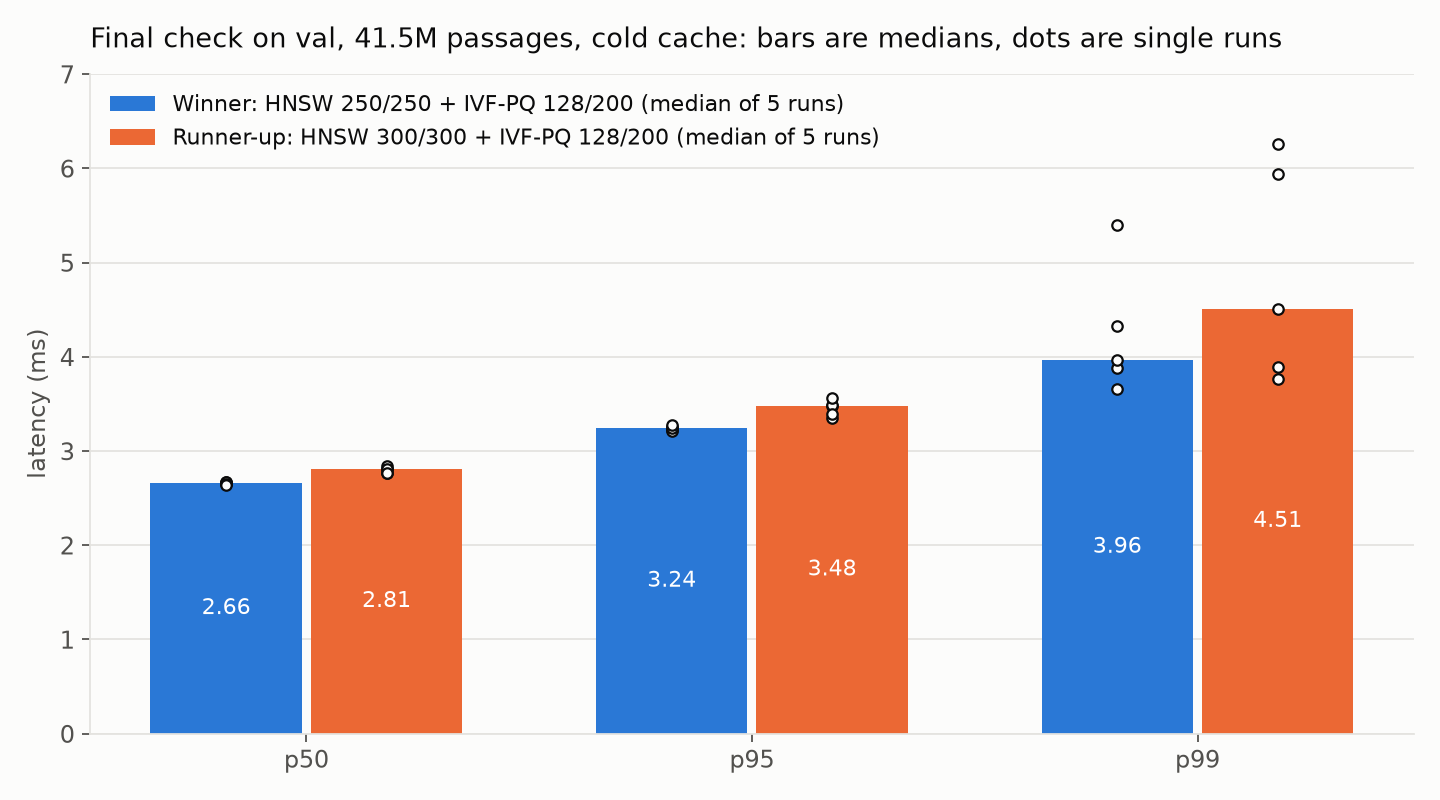 Final check on val, 41.5M passages, cold cache: bars are medians, dots are single runs
Winner: HNSW 250/250 + IVF-PQ 128/200 (median of 5 runs)
Runner-up: HNSW 300/300 + IVF-PQ 128/200 (median of 5 runs)
latency (ms)
7
6
5
4
3
2
1
0
2.66
2.81
3.24
3.48
3.96
4.51
p50
p95
p99